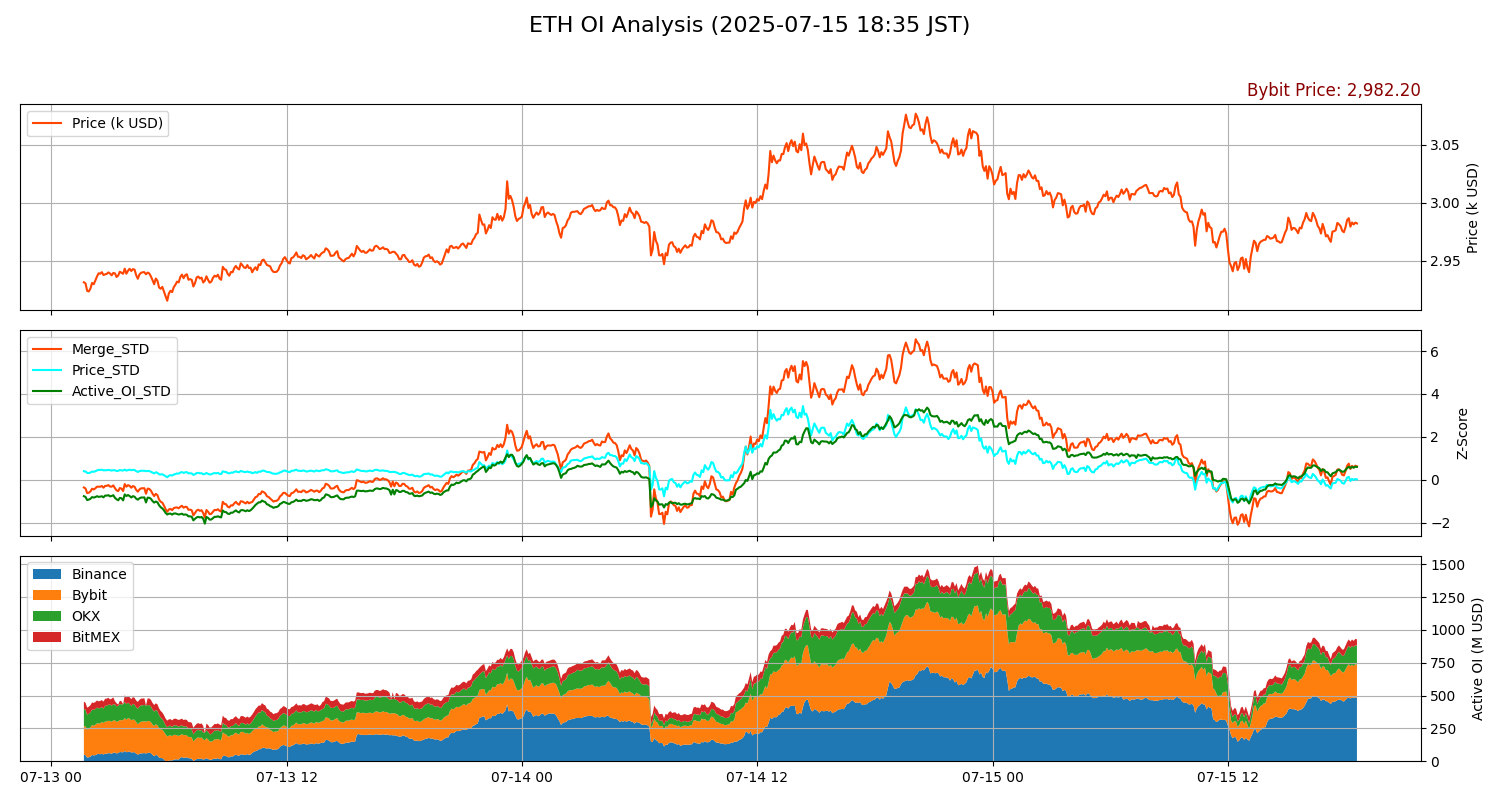 ETH OI Analysis (2025-07-15 18:35 JST)
Bybit Price: 2,982.20
Price (k USD)
3.05
3.00
2.95
Price (k USD)
Merge_STD
Price_STD
Active_OI_STD
6
4
2
0
−2
Z-Score
Binance
Bybit
OKX
BitMEX
1500
1250
1000
750
500
250
0
Active OI (M USD)
07-13 00
07-13 12
07-14 00
07-14 12
07-15 00
07-15 12